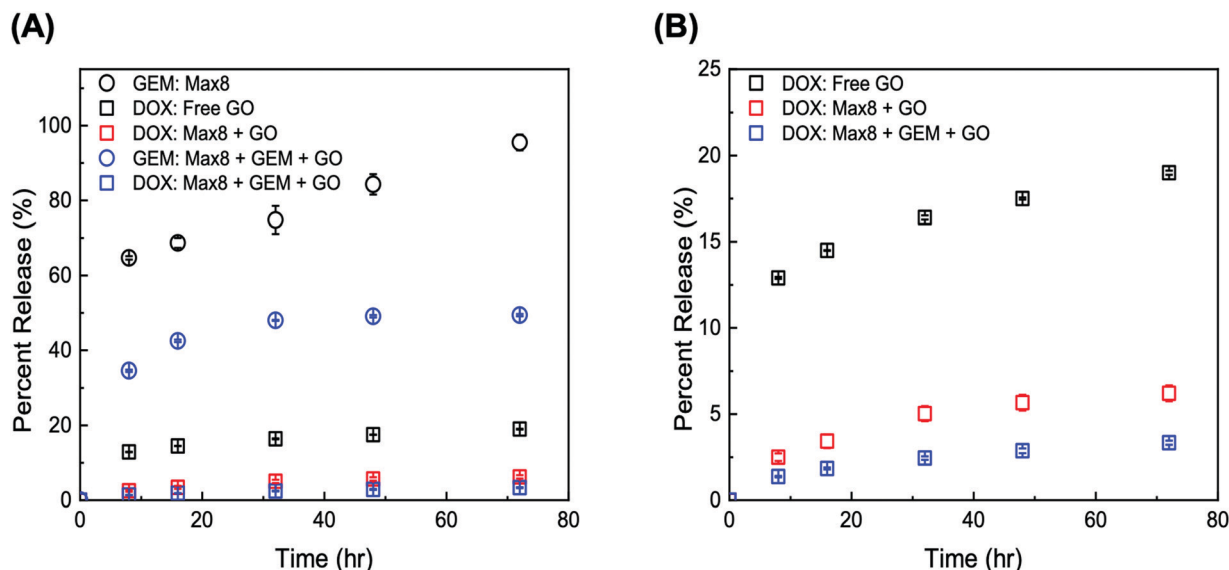 (A)
GEM: Max8
DOX: Free GO
DOX: Max8 + GO
GEM: Max8 + GEM + GO
DOX: Max8 + GEM + GO
100
80
60
40
20
0
0 20 40 60 80
Percent Release (%)
Time (hr)
(B)
DOX: Free GO
DOX: Max8 + GO
DOX: Max8 + GEM + GO
25
20
15
10
5
0
0 20 40 60 80
Percent Release (%)
Time (hr)